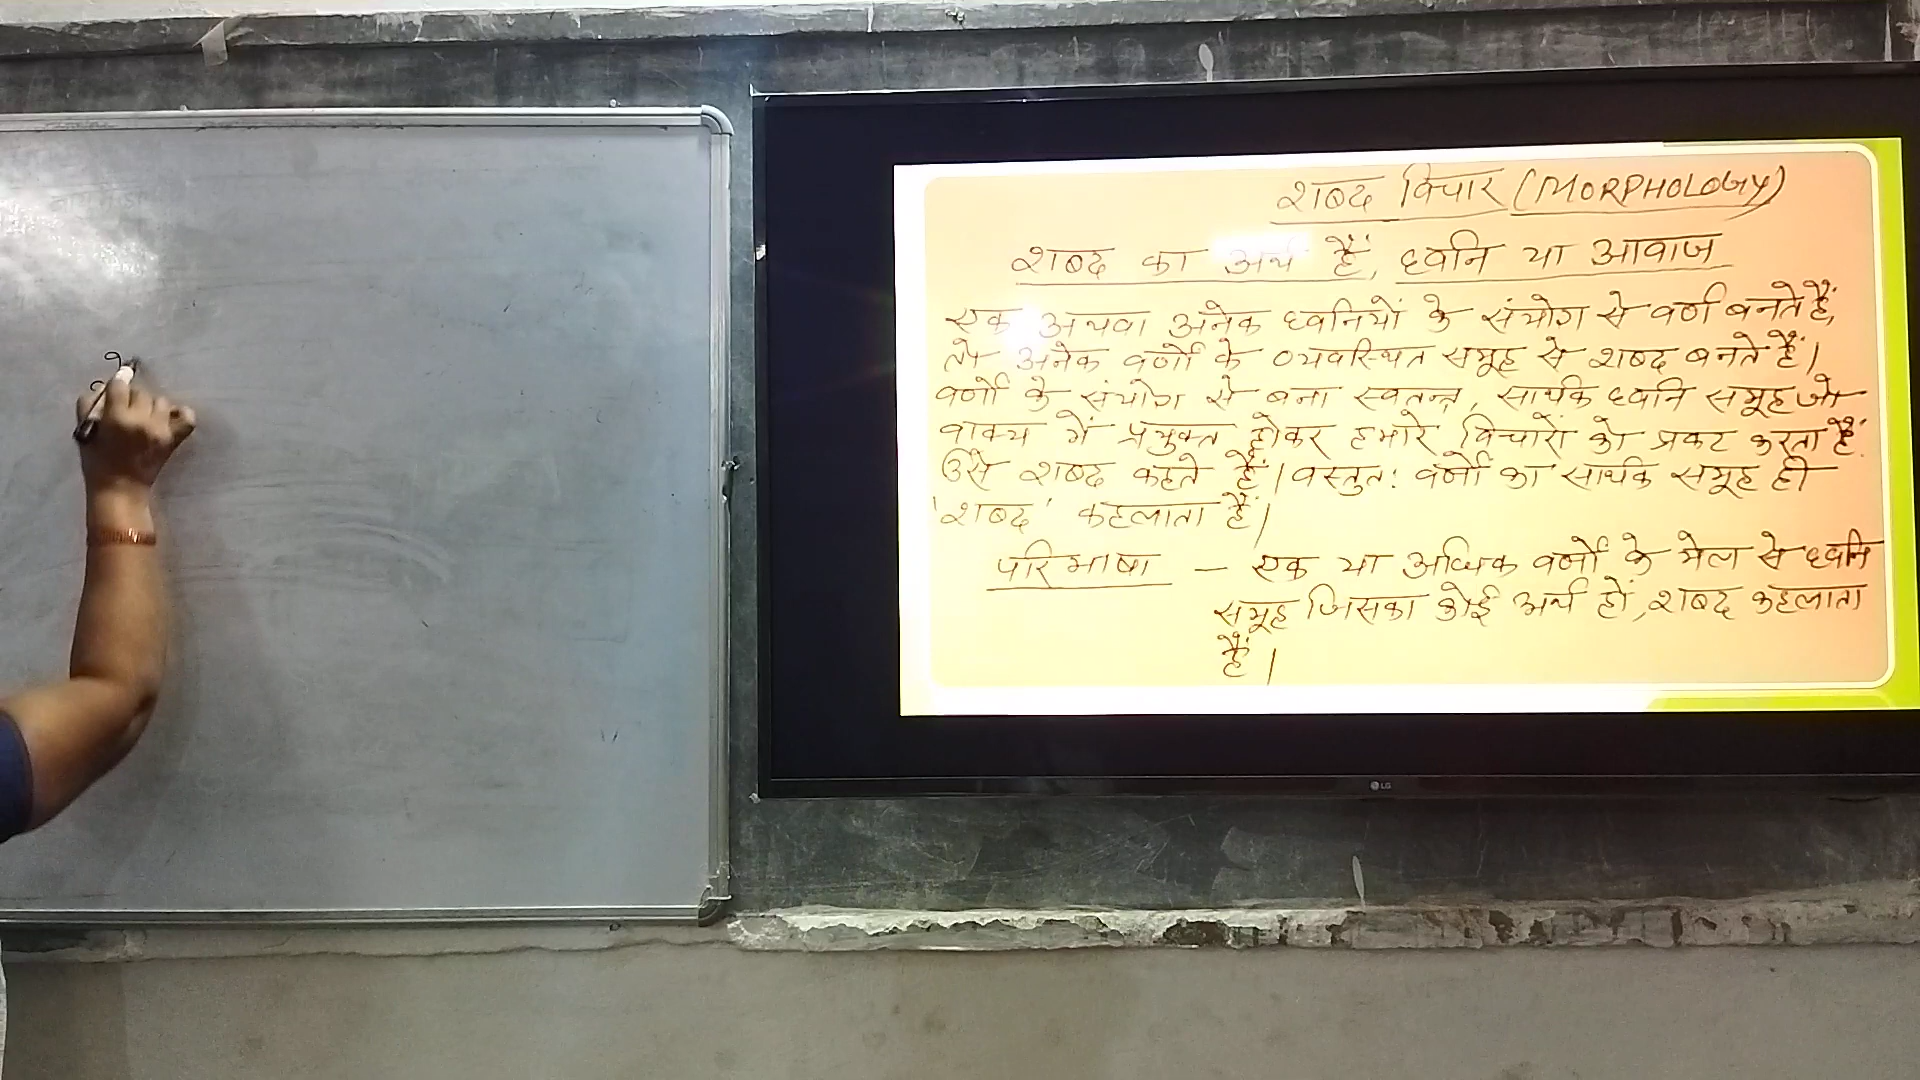 शब्द विचार (MORPHOLOGY)
शब्द का अर्थ हैं, ध्वनि या आवाज
एक अथवा अनेक ध्वनियों के संयोग से वर्ण बनते हैं,
तो अनेक वर्णों के व्यवस्थित समूह से शब्द बनते हैं।
वर्णों के संयोग से बना स्वतन्त्र, सार्थक ध्वनि समूह जो
वाक्य में प्रयुक्त होकर हमारे विचारों को प्रकट करता हैं.
उसे शब्द कहते हैं। वस्तुत: वर्णों का सार्थक समूह ही
'शब्द' कहलाता हैं।
परिभाषा – एक या अधिक वर्णों के मेल से ध्वनि
समूह जिसका कोई अर्थ हों, शब्द कहलाता
हैं।
LG